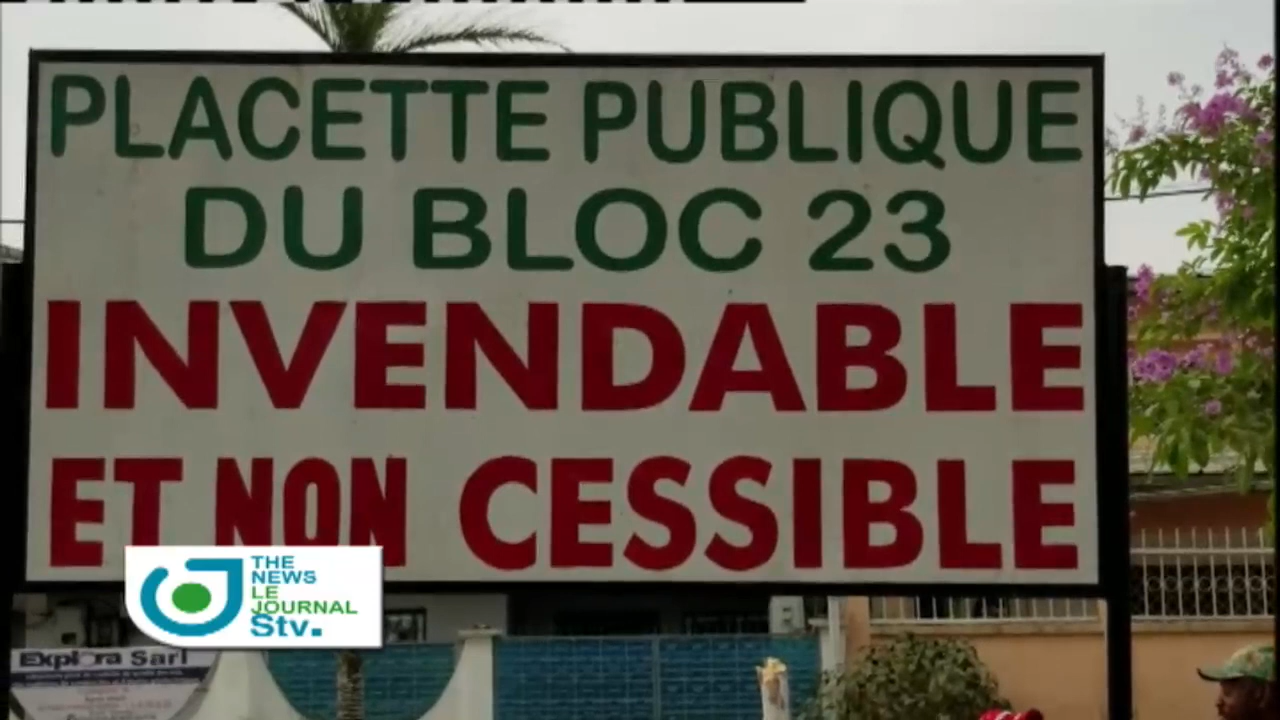 PLACETTE PUBLIQUE
DU BLOC 23
INVENDABLE
ET NON CESSIBLE
THE
NEWS
LE
JOURNAL
Stv.
Explora Sarl